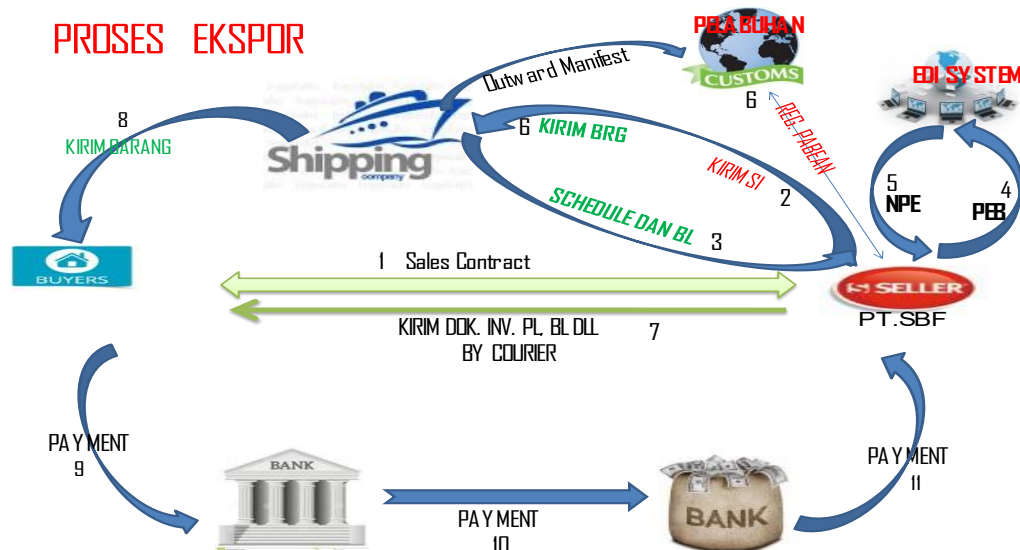 PROSES EKSPOR
PELABUHAN
CUSTOMS
6
Outward Manifest
EDI SYSTEM
8
KIRIM BARANG
Shipping
company
6 KIRIM BRG
KIRIM SI
2
REG. PABEAN
5
NPE
4
PEB
SCHEDULE DAN BL
3
BUYERS
1 Sales Contract
SELLER
PT.SBF
KIRIM DOK. INV. PL, BL DLL 7
BY COURIER
PAYMENT
9
BANK
PAYMENT
10
BANK
PAYMENT
11